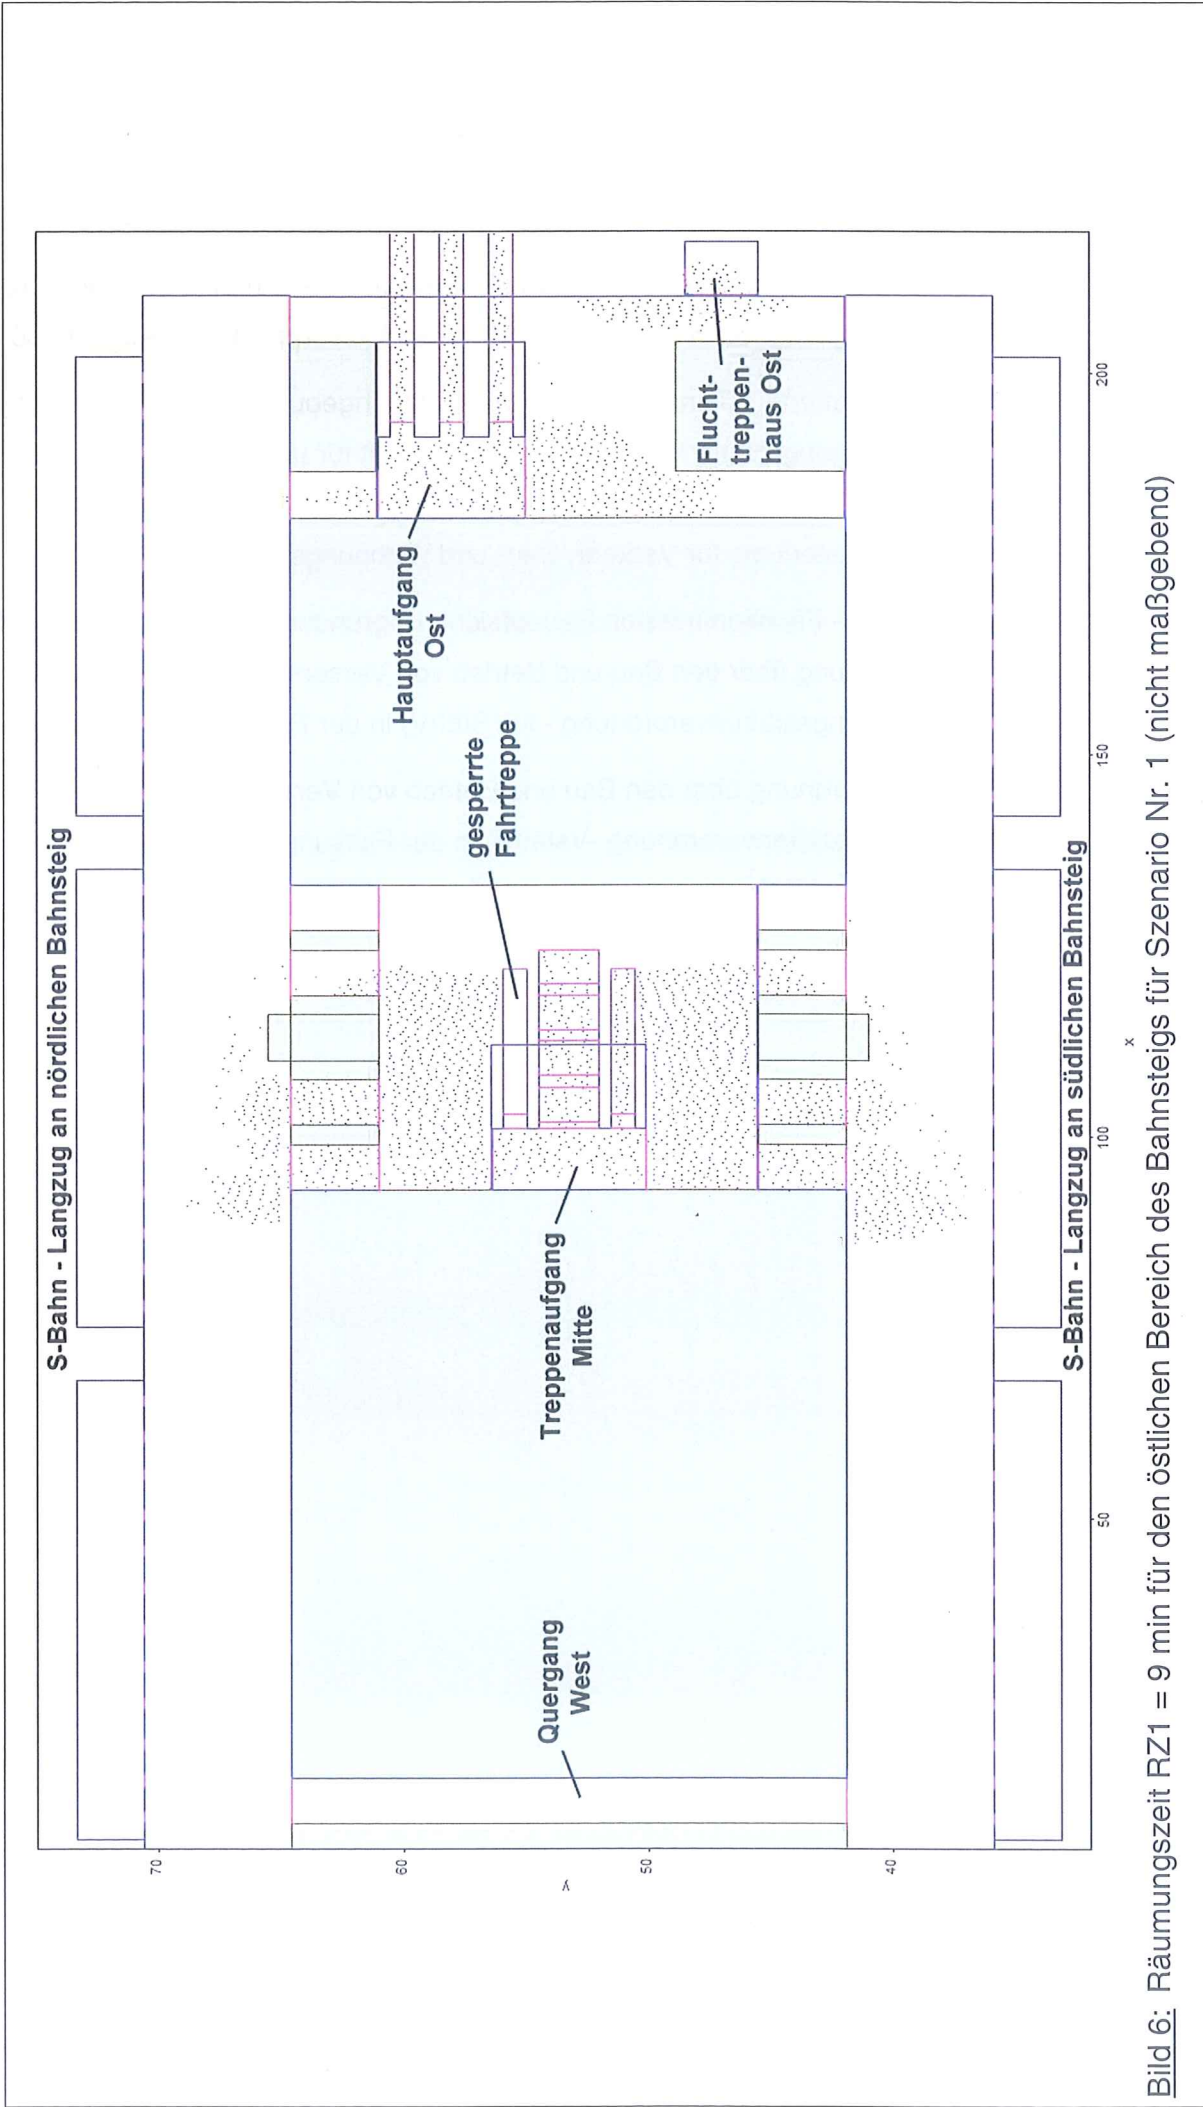 S-Bahn - Langzug an nördlichen Bahnsteig
Hauptaufgang
Ost
gesperrte
Fahrtreppe
Flucht-
treppen-
haus Ost
Treppenaufgang
Mitte
Quergang
West
70
60
50
40
y
50
100
150
200
x
S-Bahn - Langzug an südlichen Bahnsteig
Bild 6: Räumungszeit RZ1 = 9 min für den östlichen Bereich des Bahnsteigs für Szenario Nr. 1 (nicht maßgebend)